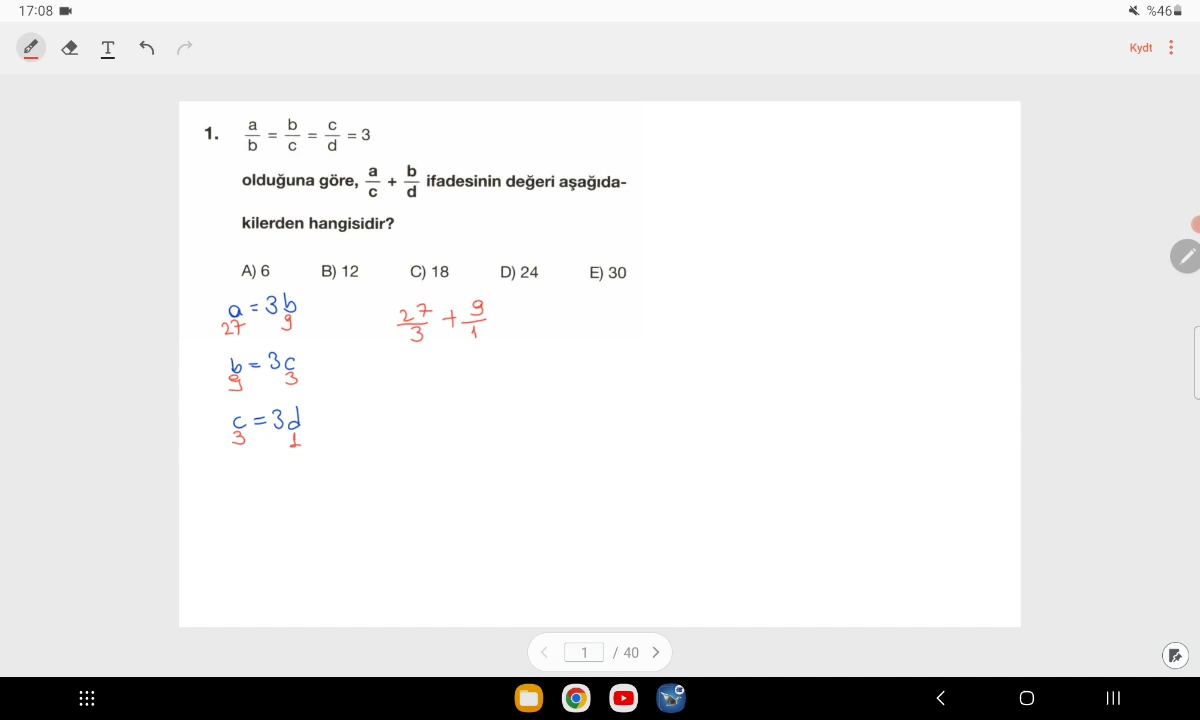 17:08 %46
Kydt
1. a/b = b/c = c/d = 3
olduğuna göre, a/c + b/d ifadesinin değeri aşağıda-
kilerden hangisidir?
A) 6 B) 12 C) 18 D) 24 E) 30
a = 3b
27 9
27/3 + 9/1
b = 3c
9 3
c = 3d
3 1
1 / 40